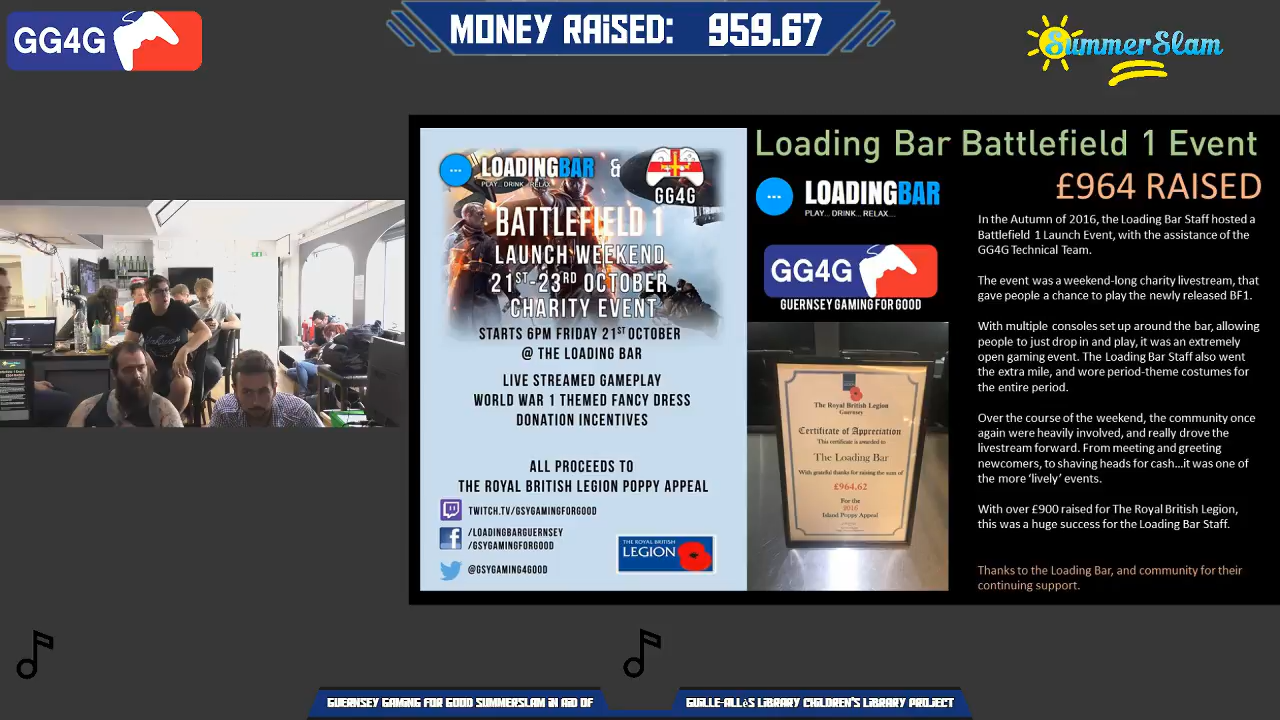 GG4G
MONEY RAISED: 959.67
SummerSlam
LOADINGBAR &
PLAY... DRINK... RELAX...
GG4G
BATTLEFIELD 1
LAUNCH WEEKEND
21ST-23RD OCTOBER
CHARITY EVENT
STARTS 6PM FRIDAY 21ST OCTOBER
@ THE LOADING BAR
LIVE STREAMED GAMEPLAY
WORLD WAR 1 THEMED FANCY DRESS
DONATION INCENTIVES
ALL PROCEEDS TO
THE ROYAL BRITISH LEGION POPPY APPEAL
TWITCH.TV/GSYGAMINGFORGOOD
/LOADINGBARGUERNSEY
/GSYGAMINGFORGOOD
@GSYGAMING4GOOD
THE ROYAL BRITISH
LEGION
Loading Bar Battlefield 1 Event
£964 RAISED
LOADINGBAR
PLAY... DRINK... RELAX....
GG4G
GUERNSEY GAMING FOR GOOD
The Royal British Legion
Guernsey
Certificate of Appreciation
This certificate is awarded to
The Loading Bar
With grateful thanks for raising the sum of
£964.62
For the
2016
Island Poppy Appeal
In the Autumn of 2016, the Loading Bar Staff hosted a
Battlefield 1 Launch Event, with the assistance of the
GG4G Technical Team.
The event was a weekend-long charity livestream, that
gave people a chance to play the newly released BF1.
With multiple consoles set up around the bar, allowing
people to just drop in and play, it was an extremely
open gaming event. The Loading Bar Staff also went
the extra mile, and wore period-theme costumes for
the entire period.
Over the course of the weekend, the community once
again were heavily involved, and really drove the
livestream forward. From meeting and greeting
newcomers, to shaving heads for cash...it was one of
the more 'lively' events.
With over £900 raised for The Royal British Legion,
this was a huge success for the Loading Bar Staff.
Thanks to the Loading Bar, and community for their
continuing support.
GUERNSEY GAMING FOR GOOD SUMMERSLAM IN AID OF
GUILLE-ALLèS LIBRARY CHILDREN'S LIBRARY PROJECT